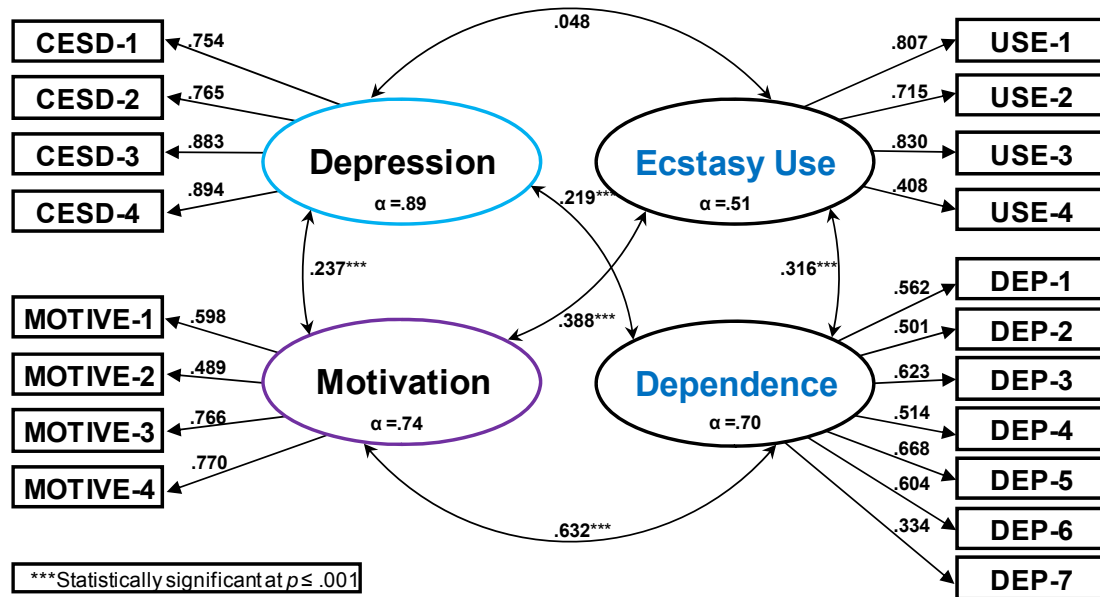 .048
CESD-1
.754
CESD-2
.765
CESD-3
.883
CESD-4
.894
Depression
α =.89
Ecstasy Use
α =.51
.807
USE-1
.715
USE-2
.830
USE-3
.408
USE-4
.219***
.237***
.316***
.388***
MOTIVE-1
.598
MOTIVE-2
.489
MOTIVE-3
.766
MOTIVE-4
.770
Motivation
α =.74
Dependence
α =.70
.562
DEP-1
.501
DEP-2
.623
DEP-3
.514
DEP-4
.668
DEP-5
.604
DEP-6
.334
DEP-7
.632***
***Statistically significant at p ≤ .001